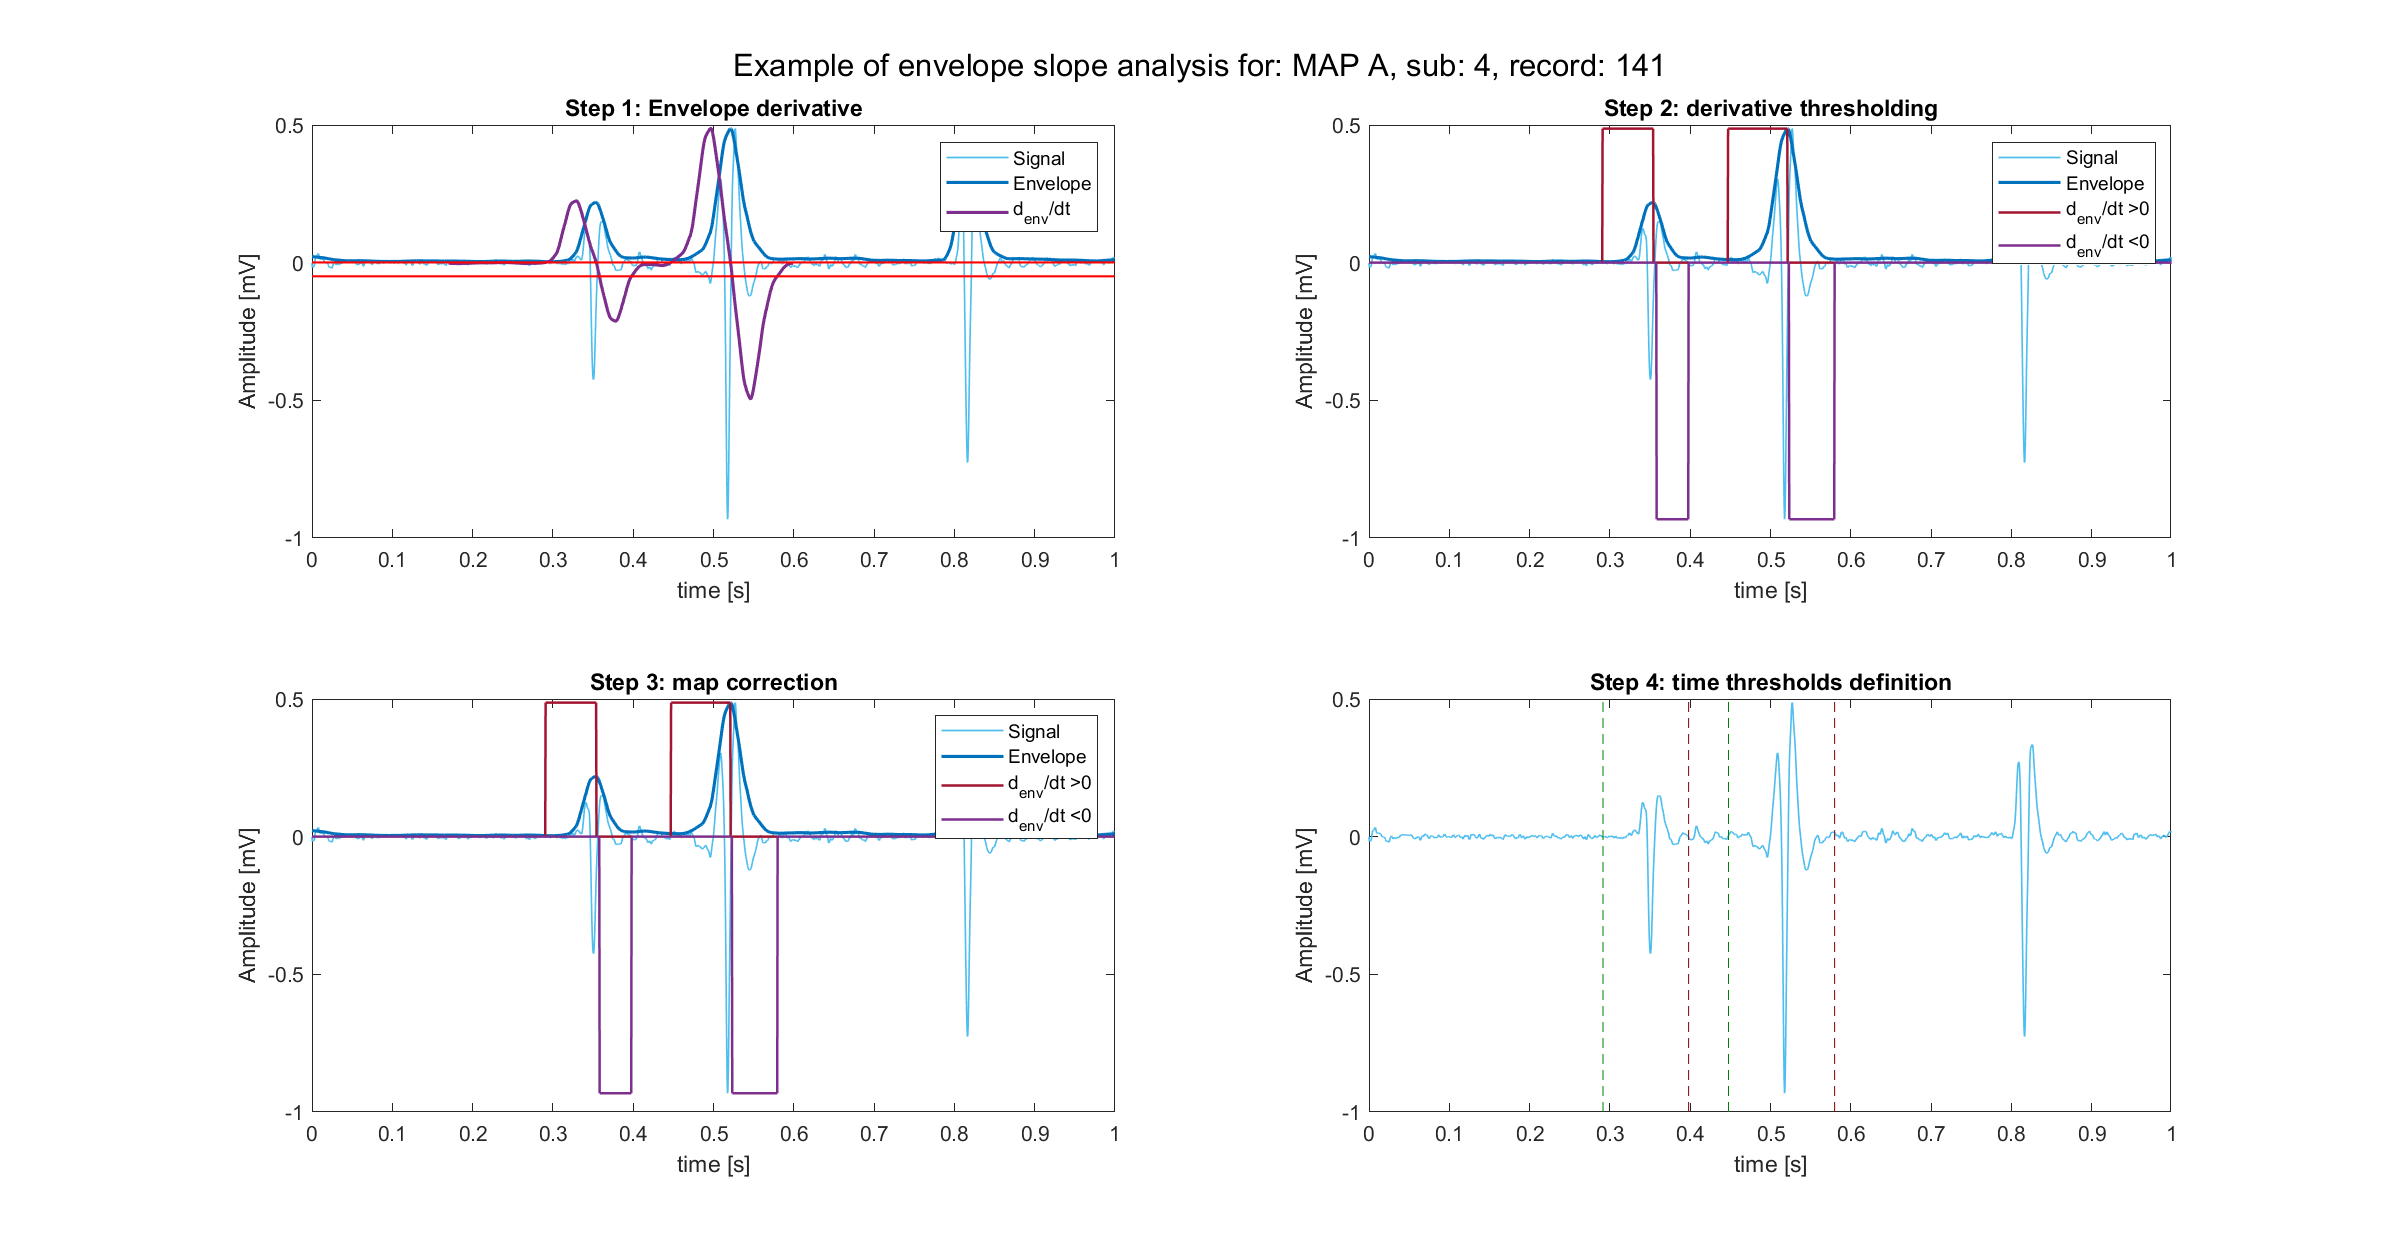 Example of envelope slope analysis for: MAP A, sub: 4, record: 141
Step 1: Envelope derivative
Amplitude [mV]
0.5
0
-0.5
-1
0 0.1 0.2 0.3 0.4 0.5 0.6 0.7 0.8 0.9 1
time [s]
Signal
Envelope
d_env/dt
Step 2: derivative thresholding
Amplitude [mV]
0.5
0
-0.5
-1
0 0.1 0.2 0.3 0.4 0.5 0.6 0.7 0.8 0.9 1
time [s]
Signal
Envelope
d_env/dt >0
d_env/dt <0
Step 3: map correction
Amplitude [mV]
0.5
0
-0.5
-1
0 0.1 0.2 0.3 0.4 0.5 0.6 0.7 0.8 0.9 1
time [s]
Signal
Envelope
d_env/dt >0
d_env/dt <0
Step 4: time thresholds definition
Amplitude [mV]
0.5
0
-0.5
-1
0 0.1 0.2 0.3 0.4 0.5 0.6 0.7 0.8 0.9 1
time [s]